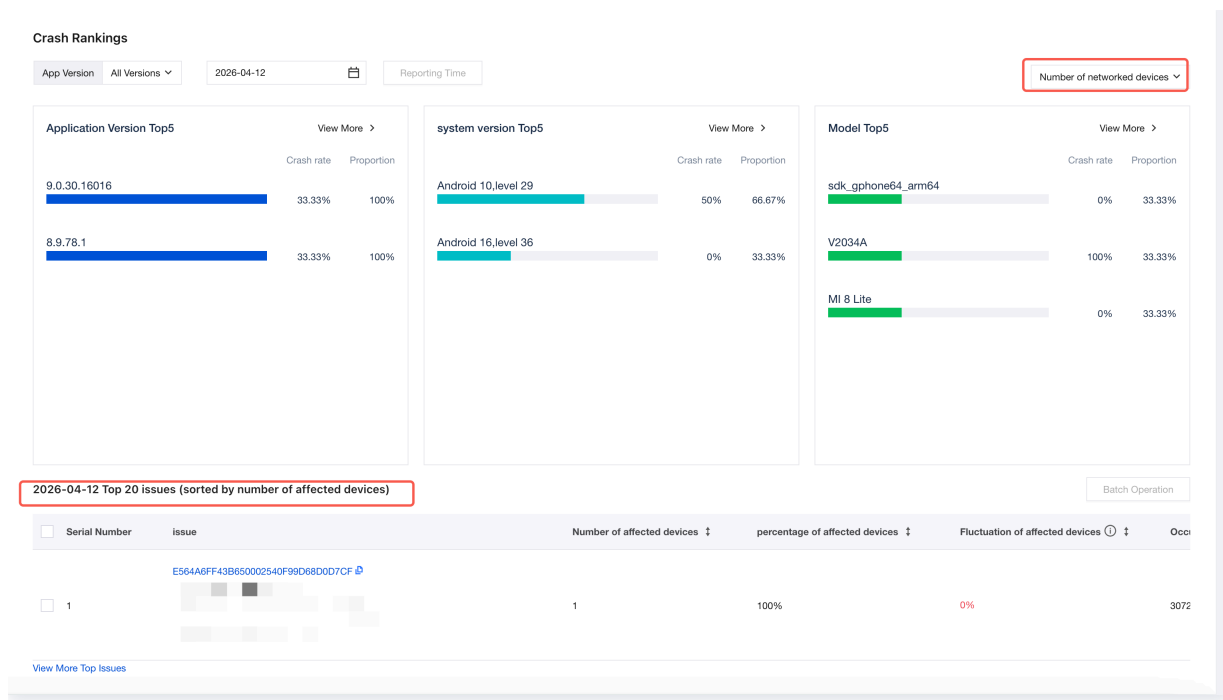 Crash Rankings
App Version All Versions 2026-04-12 Reporting Time Number of networked devices
Application Version Top5 View More
Crash rate Proportion
9.0.30.16016
33.33% 100%
8.9.78.1
33.33% 100%
system version Top5 View More
Crash rate Proportion
Android 10,level 29
50% 66.67%
Android 16,level 36
0% 33.33%
Model Top5 View More
Crash rate Proportion
sdk_gphone64_arm64
0% 33.33%
V2034A
100% 33.33%
MI 8 Lite
0% 33.33%
2026-04-12 Top 20 issues (sorted by number of affected devices) Batch Operation
Serial Number issue Number of affected devices percentage of affected devices Fluctuation of affected devices
E564A6FF43B650002540F99D68D0D7CF
1 1 100% 0% 3072
View More Top Issues